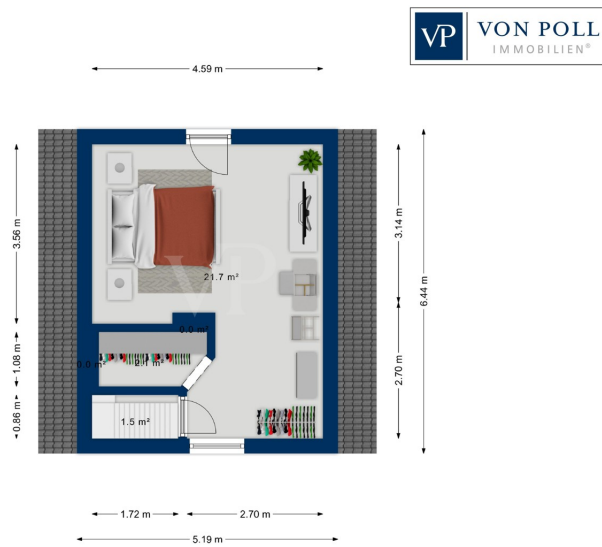 VP VON POLL
IMMOBILIEN®
4.59 m
3.56 m
3.14 m
6.44 m
21.7 m²
VP
0.0 m²
1.08 m
0.0 m²
2.1 m²
2.70 m
0.86 m
1.5 m²
1.72 m
2.70 m
5.19 m